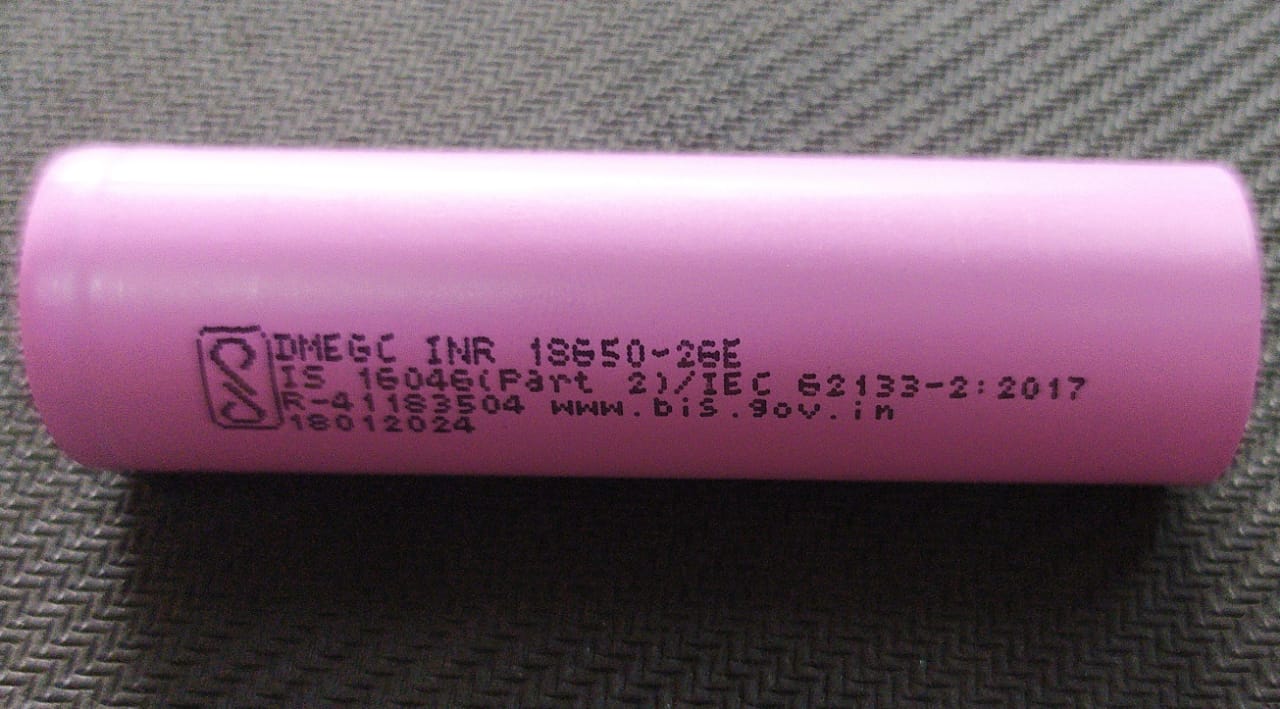 DMEGC INR 18650-26E
IS 16046(Part 2)/IEC 62133-2:2017
R-41183504 www.bis.gov.in
18012024